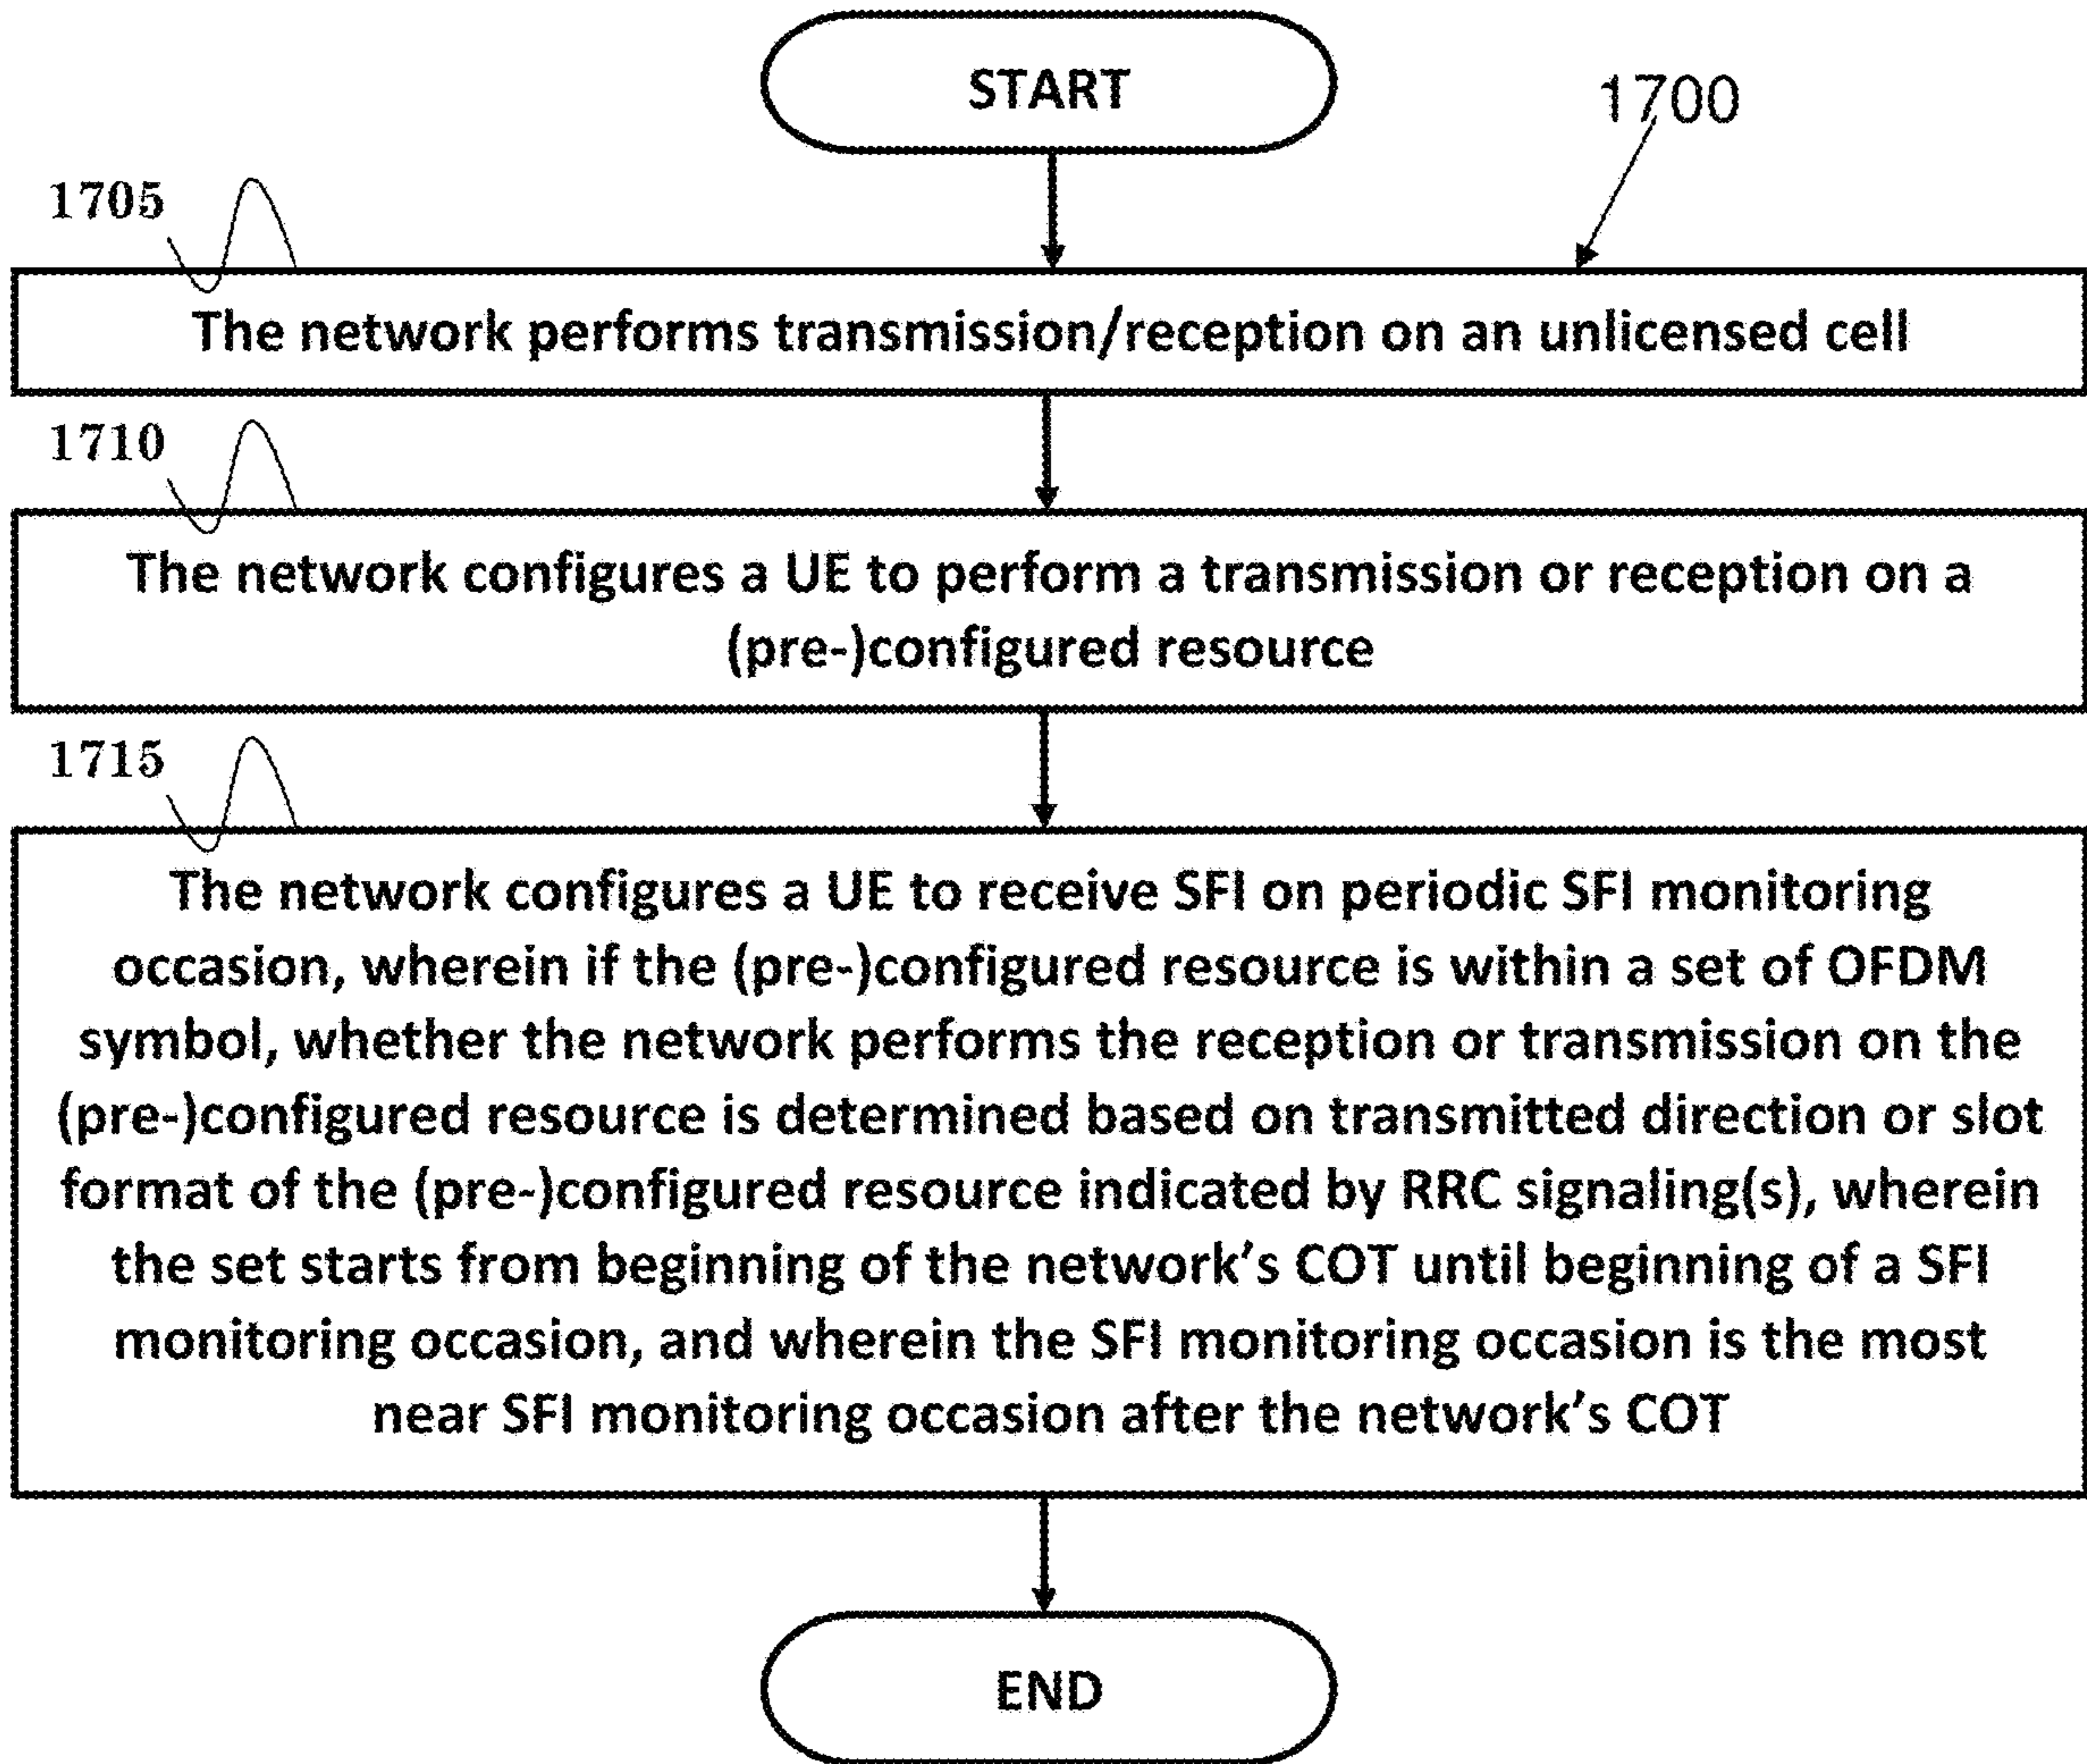 START
1700
1705
The network performs transmission/reception on an unlicensed cell
1710
The network configures a UE to perform a transmission or reception on a
(pre-)configured resource
1715
The network configures a UE to receive SFI on periodic SFI monitoring
occasion, wherein if the (pre-)configured resource is within a set of OFDM
symbol, whether the network performs the reception or transmission on the
(pre-)configured resource is determined based on transmitted direction or slot
format of the (pre-)configured resource indicated by RRC signaling(s), wherein
the set starts from beginning of the network's COT until beginning of a SFI
monitoring occasion, and wherein the SFI monitoring occasion is the most
near SFI monitoring occasion after the network's COT
END